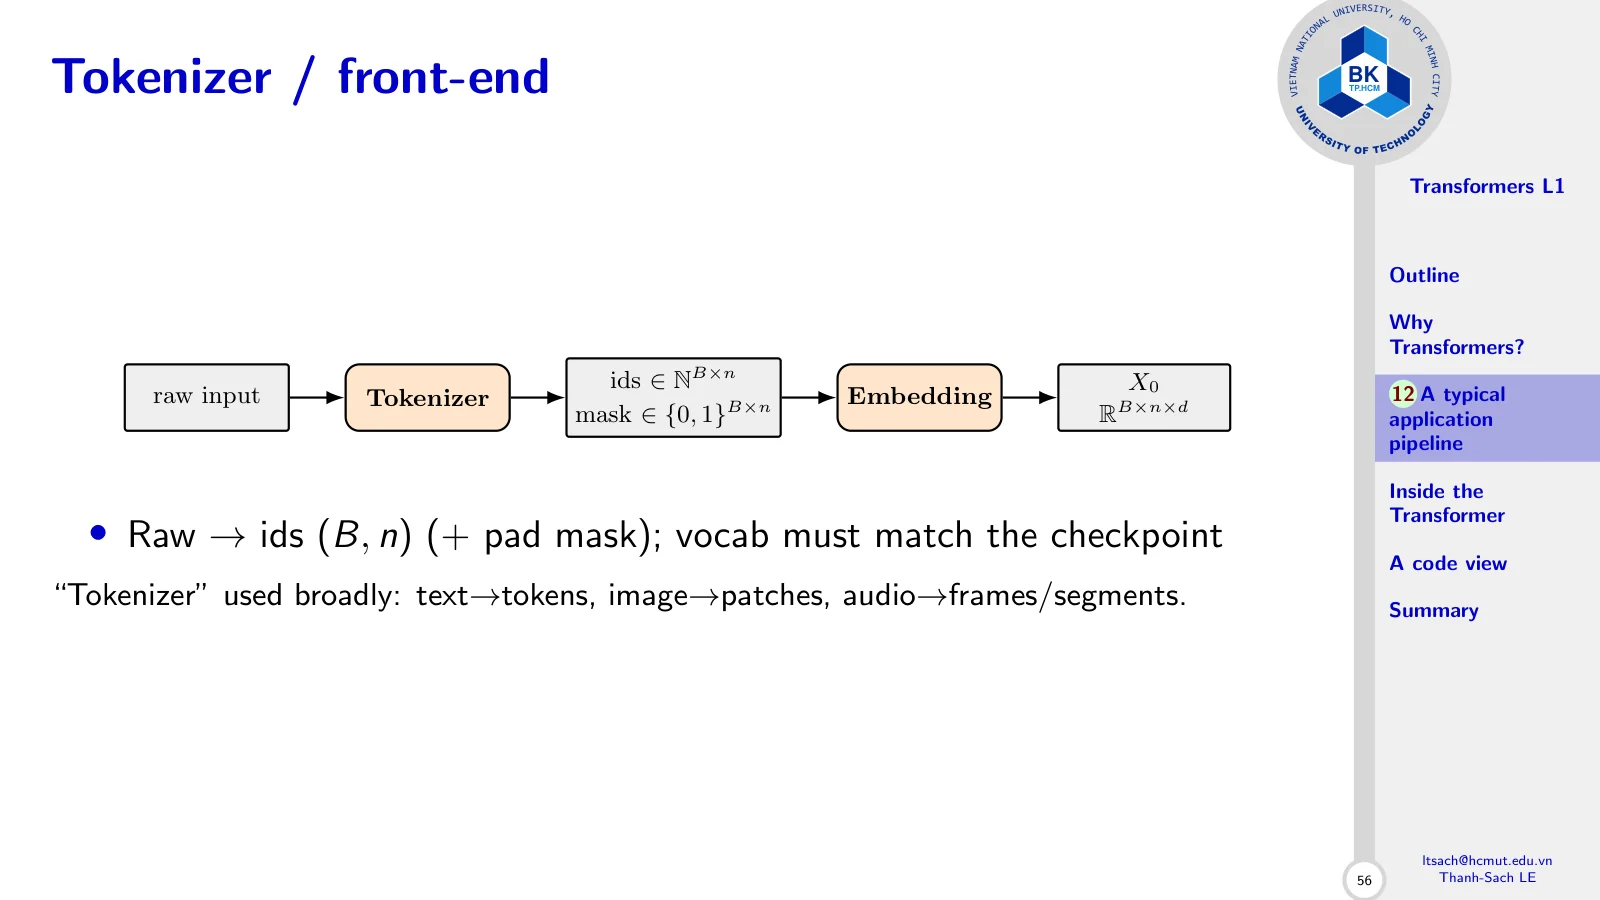 Tokenizer / front-end
VIETNAM NATIONAL UNIVERSITY, HO CHI MINH CITY
BK
TP.HCM
UNIVERSITY OF TECHNOLOGY
Transformers L1
Outline
Why
Transformers?
12 A typical
application
pipeline
Inside the
Transformer
A code view
Summary
raw input
Tokenizer
ids ∈ ℕ^{B×n}
mask ∈ {0, 1}^{B×n}
Embedding
X₀
ℝ^{B×n×d}
• Raw → ids (B, n) (+ pad mask); vocab must match the checkpoint
“Tokenizer” used broadly: text→tokens, image→patches, audio→frames/segments.
56
ltsach@hcmut.edu.vn
Thanh-Sach LE